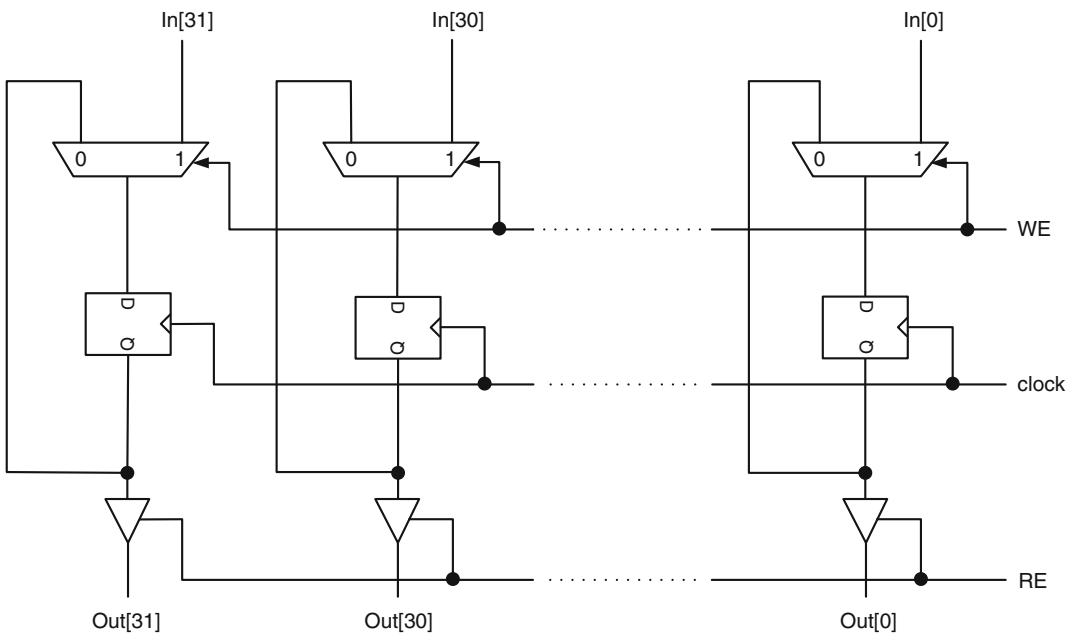 In[31] In[30] In[0]
0 1 0 1 0 1
WE
D D D
Q Q Q
clock
RE
Out[31] Out[30] Out[0]